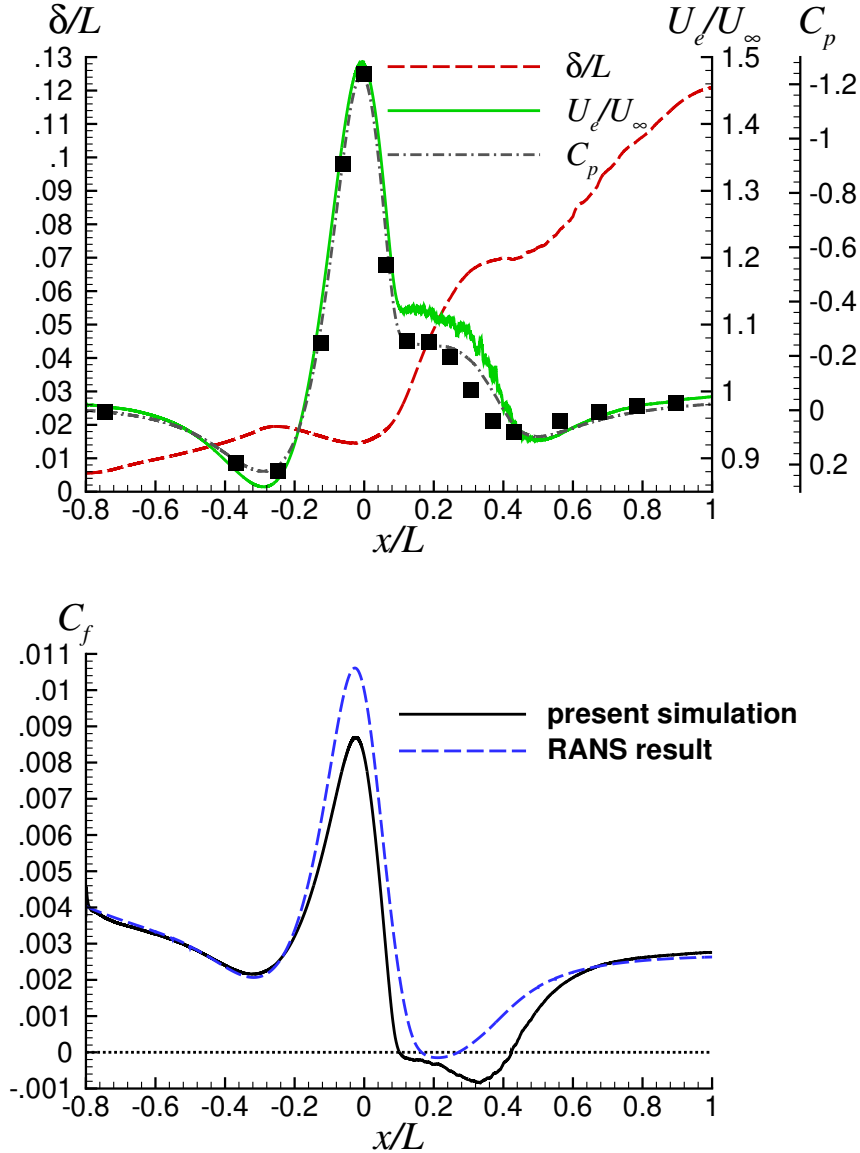 δ/L U_e/U_∞ C_p
.13 1.5
δ/L
.12 -1.2
U_e/U_∞
.11 1.4 -1
C_p
.1
.09 1.3 -0.8
.08
.07 1.2 -0.6
.06
.05 1.1 -0.4
.04 -0.2
.03 1 0
.02
.01 0.9 0.2
0
-0.8 -0.6 -0.4 -0.2 0 0.2 0.4 0.6 0.8 1
x/L
C_f
.011
.010
present simulation
.009
RANS result
.008
.007
.006
.005
.004
.003
.002
.001
0
-.001
-0.8 -0.6 -0.4 -0.2 0 0.2 0.4 0.6 0.8 1
x/L